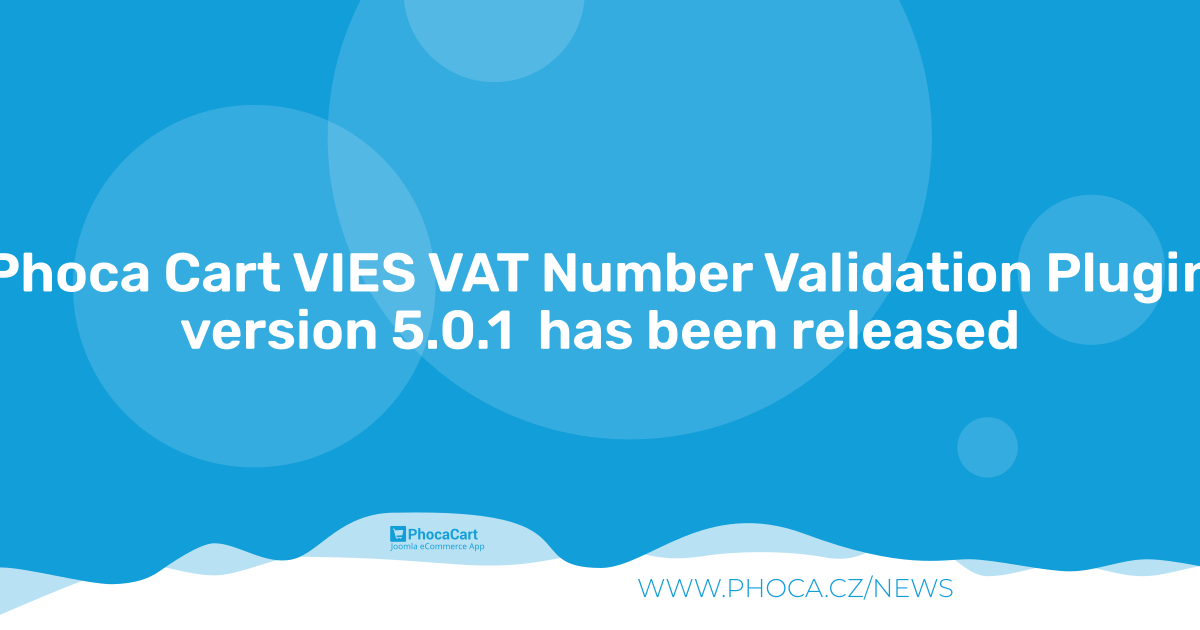 Phoca Cart VIES VAT Number Validation Plugin
version 5.0.1 has been released
PhocaCart
Joomla eCommerce App
WWW.PHOCA.CZ/NEWS